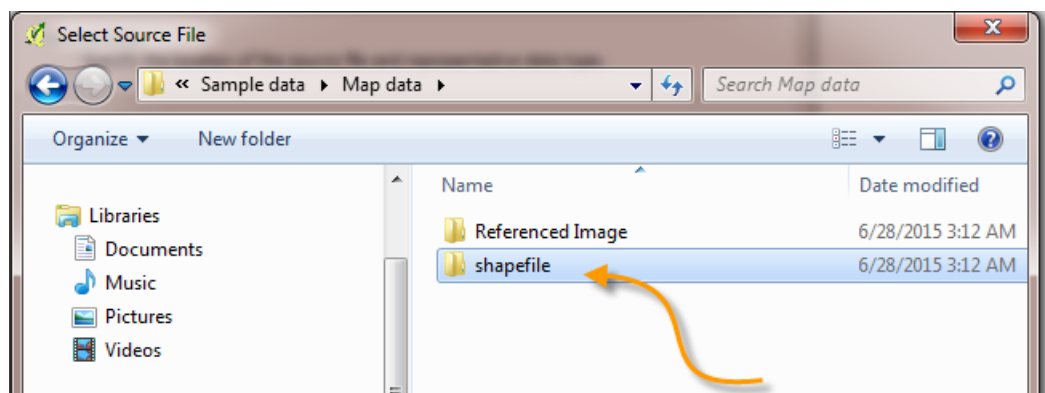 Select Source File
« Sample data Map data
Search Map data
Organize New folder
Name Date modified
Libraries
Documents
Music
Pictures
Videos
Referenced Image 6/28/2015 3:12 AM
shapefile 6/28/2015 3:12 AM